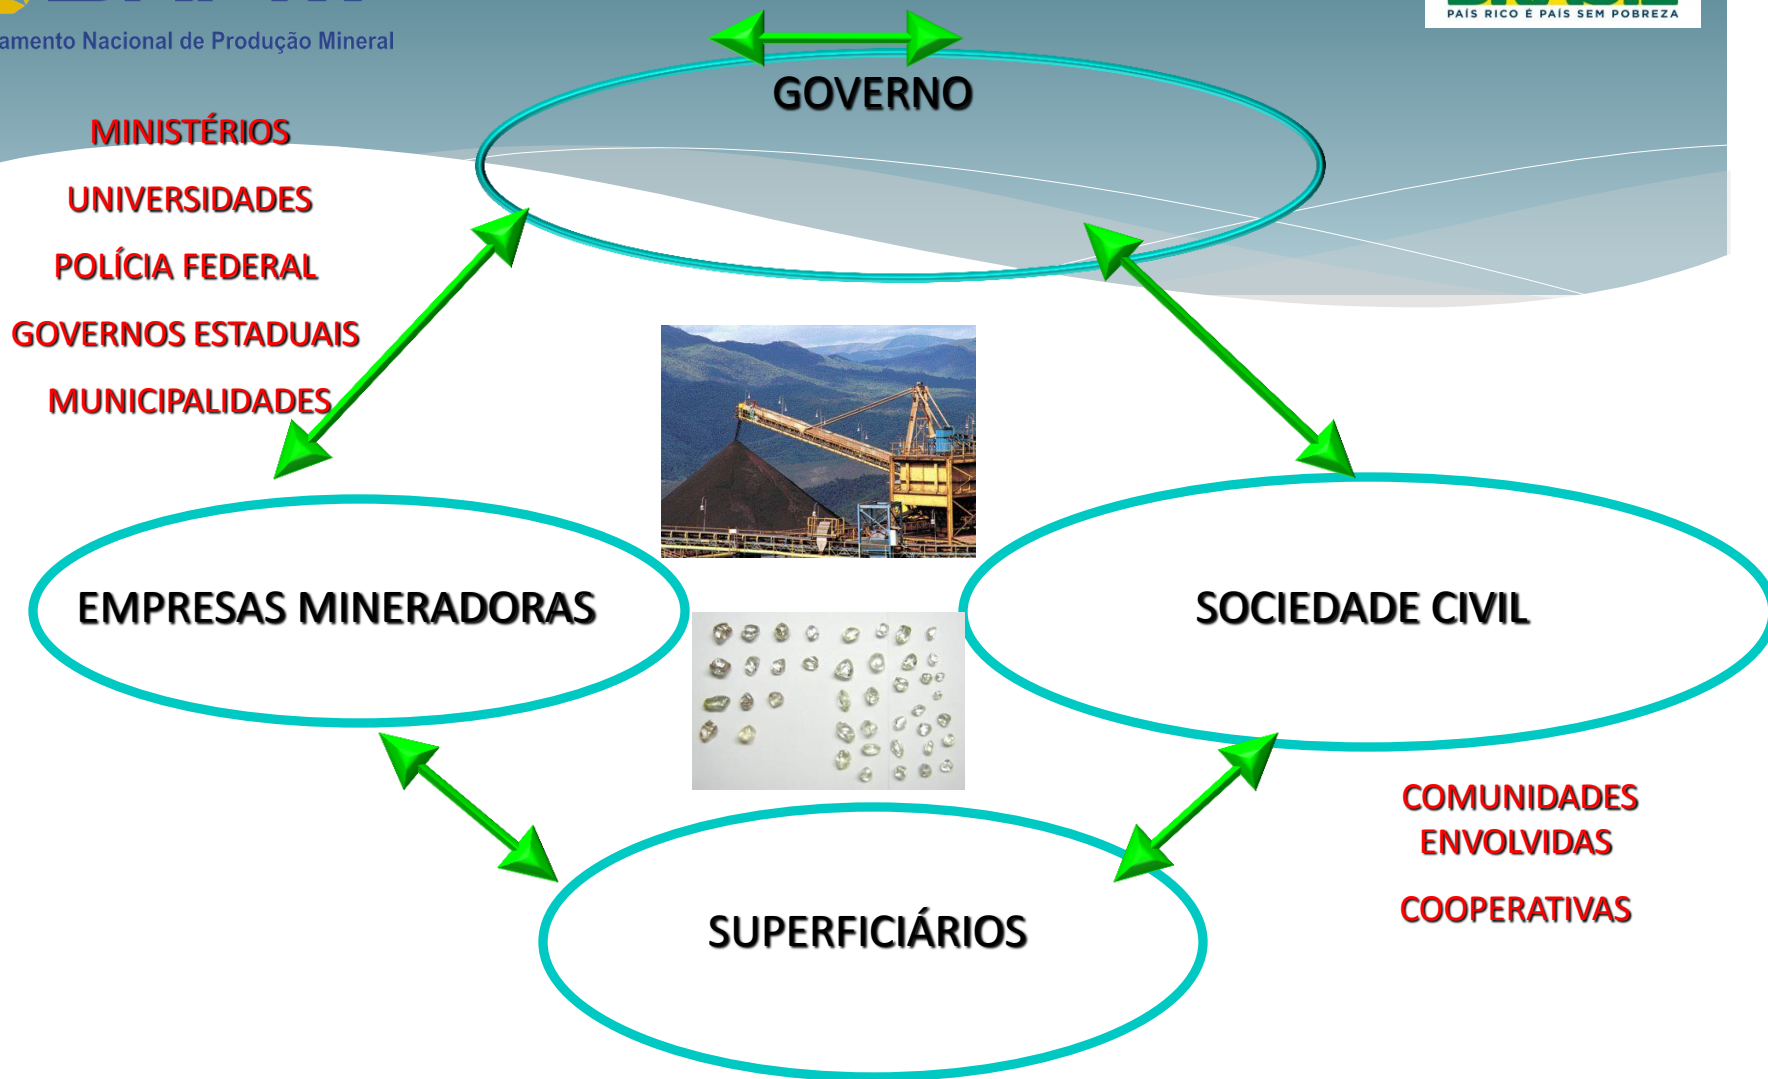 Nacional de Produção Mineral
PAÍS RICO É PAÍS SEM POBREZA
GOVERNO
MINISTÉRIOS
UNIVERSIDADES
POLÍCIA FEDERAL
GOVERNOS ESTADUAIS
MUNICIPALIDADES
EMPRESAS MINERADORAS
SOCIEDADE CIVIL
SUPERFICIÁRIOS
COMUNIDADES
ENVOLVIDAS
COOPERATIVAS